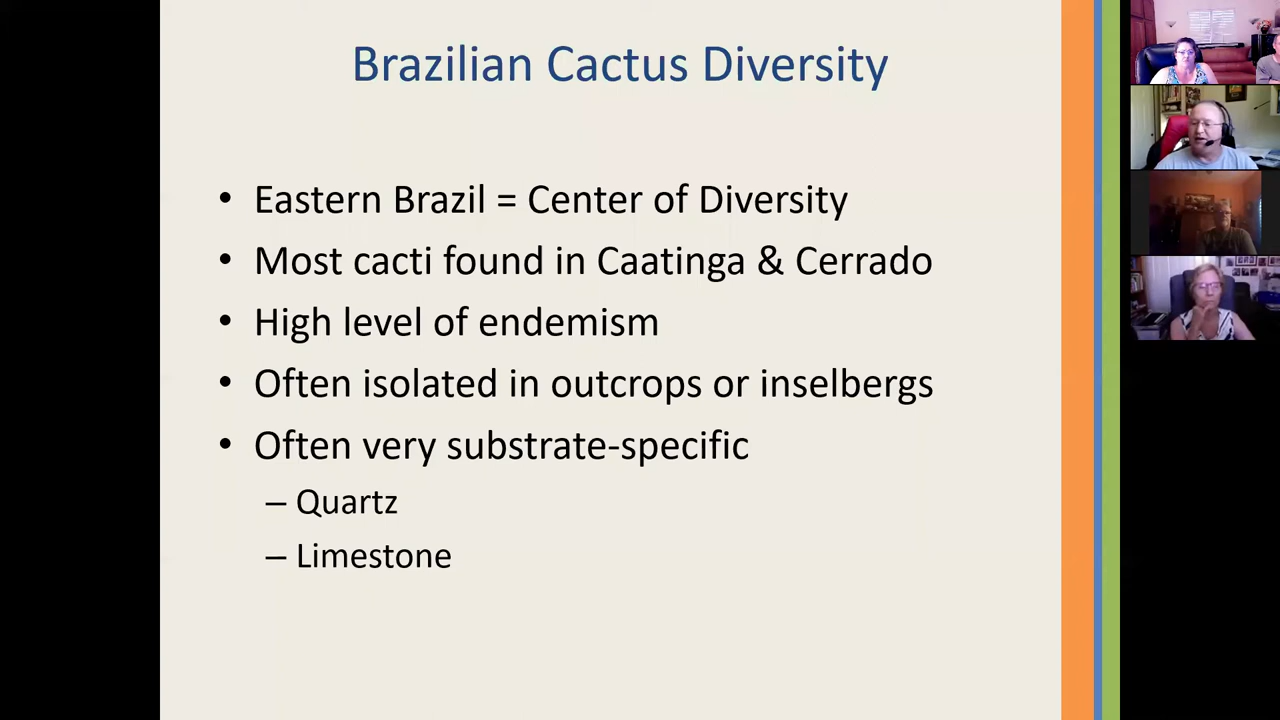 Brazilian Cactus Diversity
• Eastern Brazil = Center of Diversity
• Most cacti found in Caatinga & Cerrado
• High level of endemism
• Often isolated in outcrops or inselbergs
• Often very substrate-specific
– Quartz
– Limestone